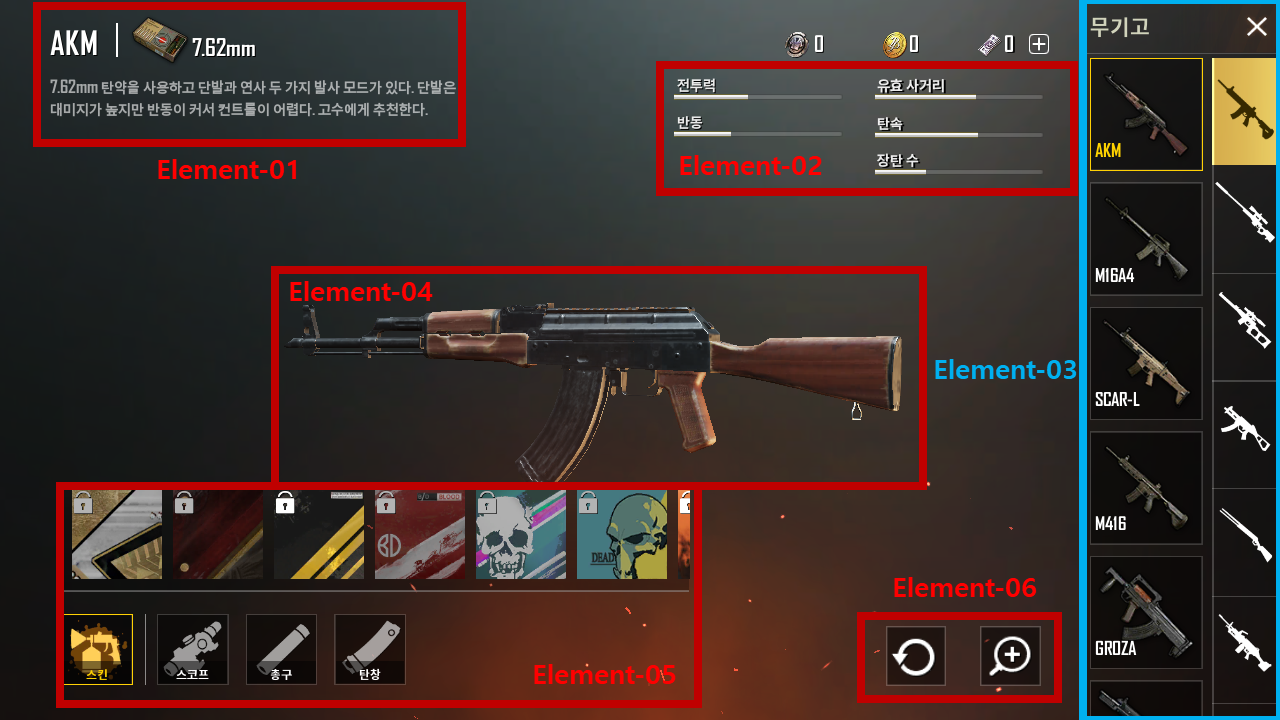 AKM
7.62mm
7.62mm 탄약을 사용하고 단발과 연사 두 가지 발사 모드가 있다. 단발은
대미지가 높지만 반동이 커서 컨트롤이 어렵다. 고수에게 추천한다.
Element-01
0
0
0
전투력
유효 사거리
반동
탄속
장탄 수
Element-02
무기고
AKM
M16A4
SCAR-L
M416
GROZA
Element-03
Element-04
BD
BLOOD
DEAD
스킨
스코프
총구
탄창
Element-05
Element-06